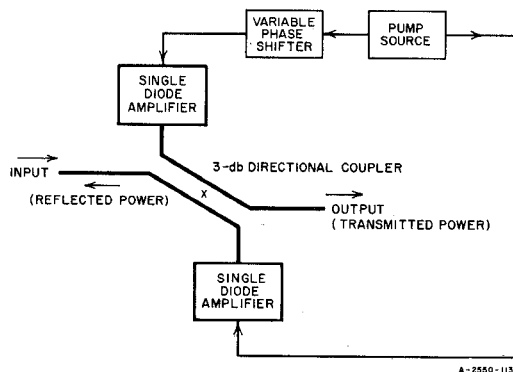 VARIABLE
PHASE
SHIFTER
PUMP
SOURCE
SINGLE
DIODE
AMPLIFIER
3-db DIRECTIONAL COUPLER
INPUT
(REFLECTED POWER)
X
OUTPUT
(TRANSMITTED POWER)
SINGLE
DIODE
AMPLIFIER
A-2550-113